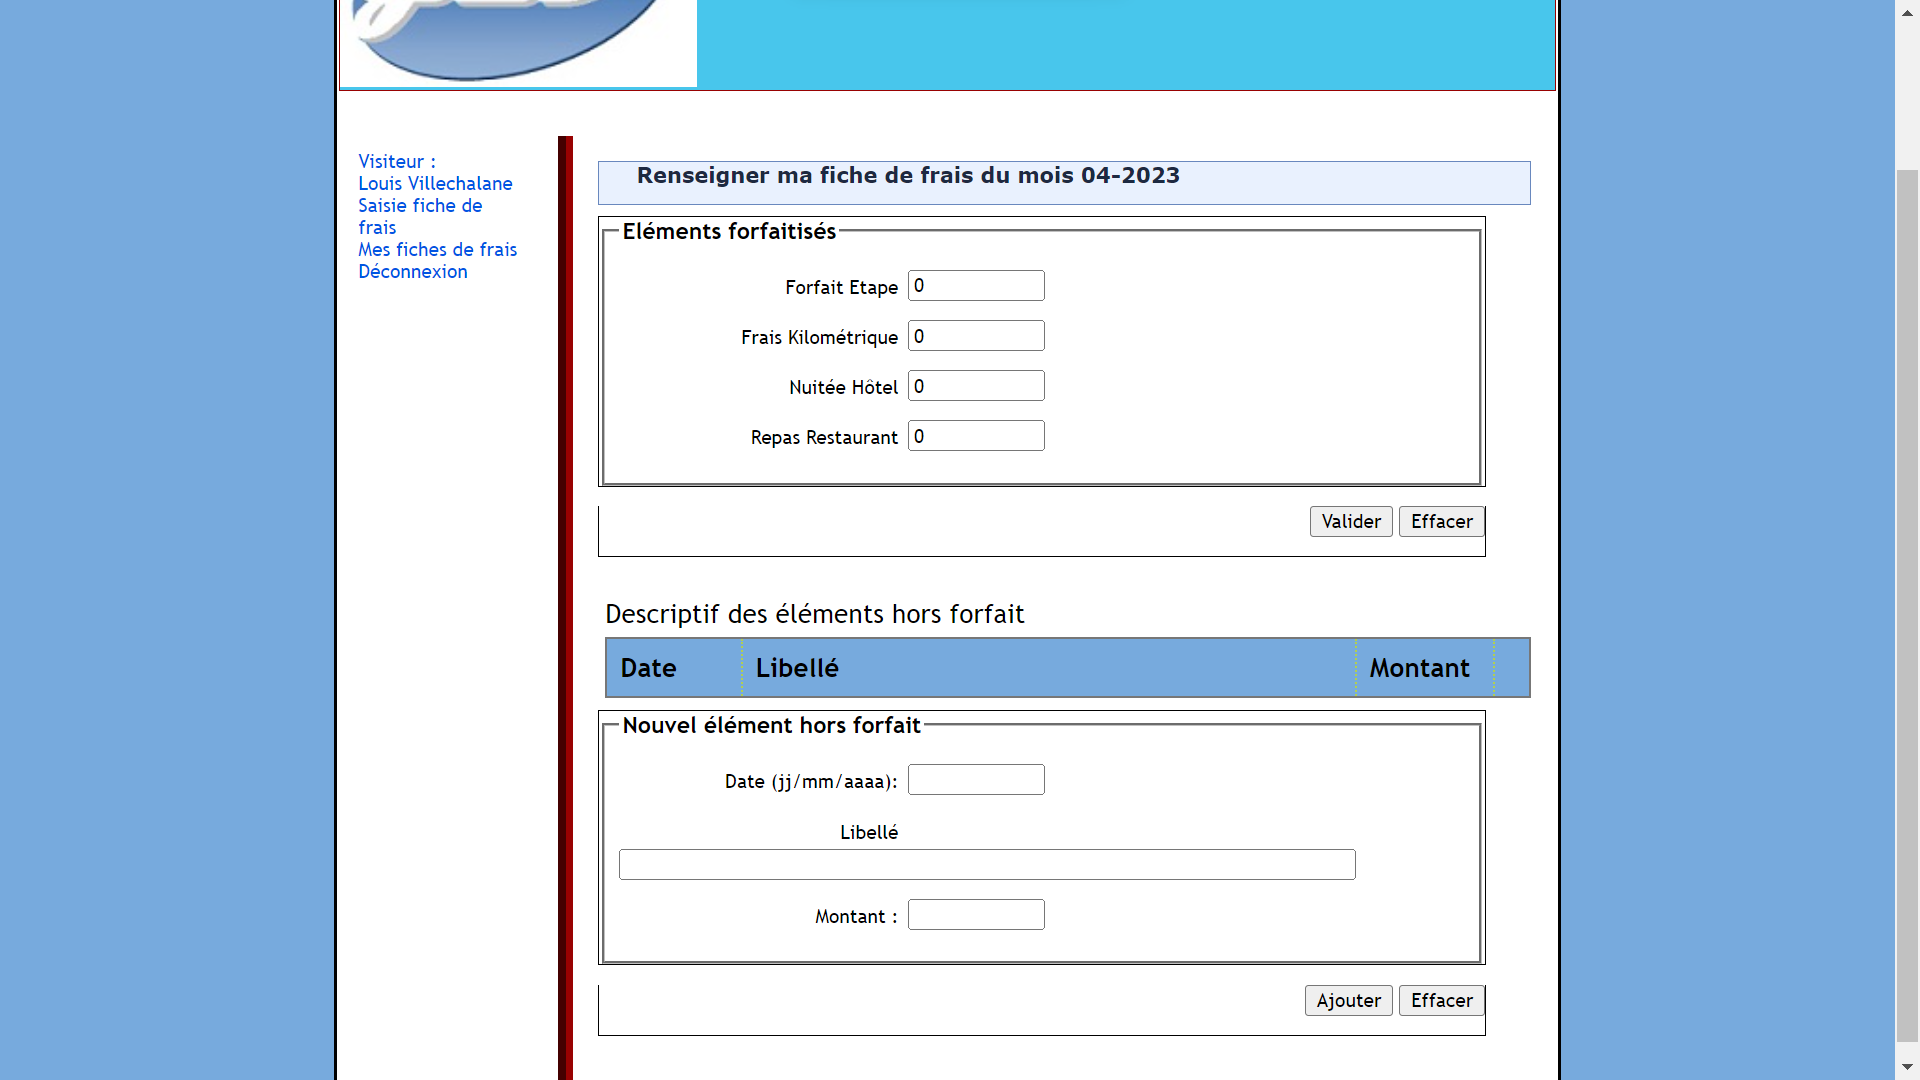 Visiteur :
Louis Villechalane
Saisie fiche de
frais
Mes fiches de frais
Déconnexion
Renseigner ma fiche de frais du mois 04-2023
Eléments forfaitisés
Forfait Etape 0
Frais Kilométrique 0
Nuitée Hôtel 0
Repas Restaurant 0
Valider Effacer
Descriptif des éléments hors forfait
Date Libellé Montant
Nouvel élément hors forfait
Date (jj/mm/aaaa):
Libellé
Montant :
Ajouter Effacer